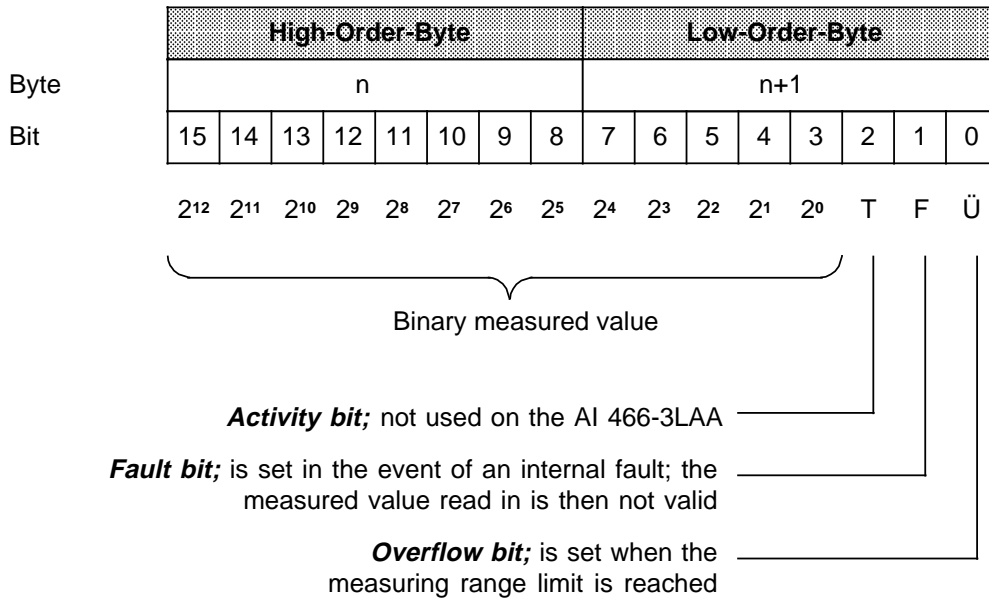 High-Order-Byte Low-Order-Byte
Byte n n+1
Bit 15 14 13 12 11 10 9 8 7 6 5 4 3 2 1 0
2¹² 2¹¹ 2¹⁰ 2⁹ 2⁸ 2⁷ 2⁶ 2⁵ 2⁴ 2³ 2² 2¹ 2⁰ T F Ü
Binary measured value
Activity bit; not used on the AI 466-3LAA
Fault bit; is set in the event of an internal fault; the
measured value read in is then not valid
Overflow bit; is set when the
measuring range limit is reached